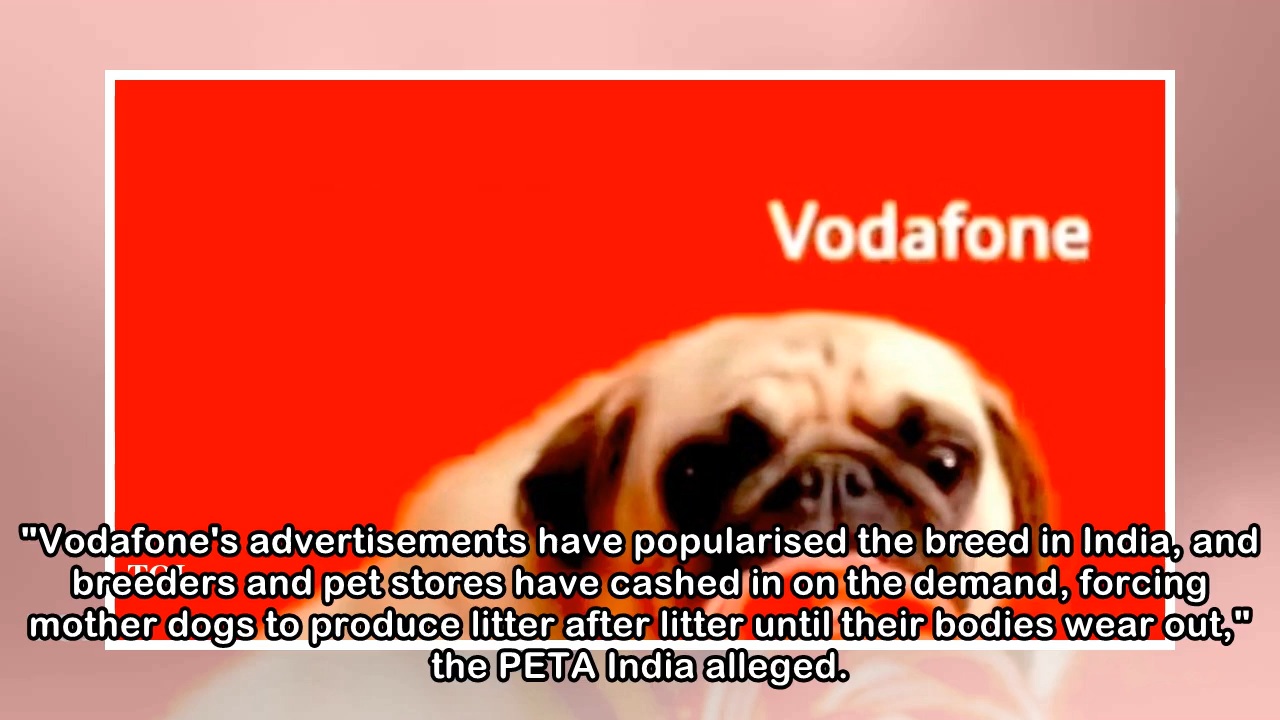 Vodafone
"Vodafone's advertisements have popularised the breed in India, and
breeders and pet stores have cashed in on the demand, forcing
mother dogs to produce litter after litter until their bodies wear out,"
the PETA India alleged.